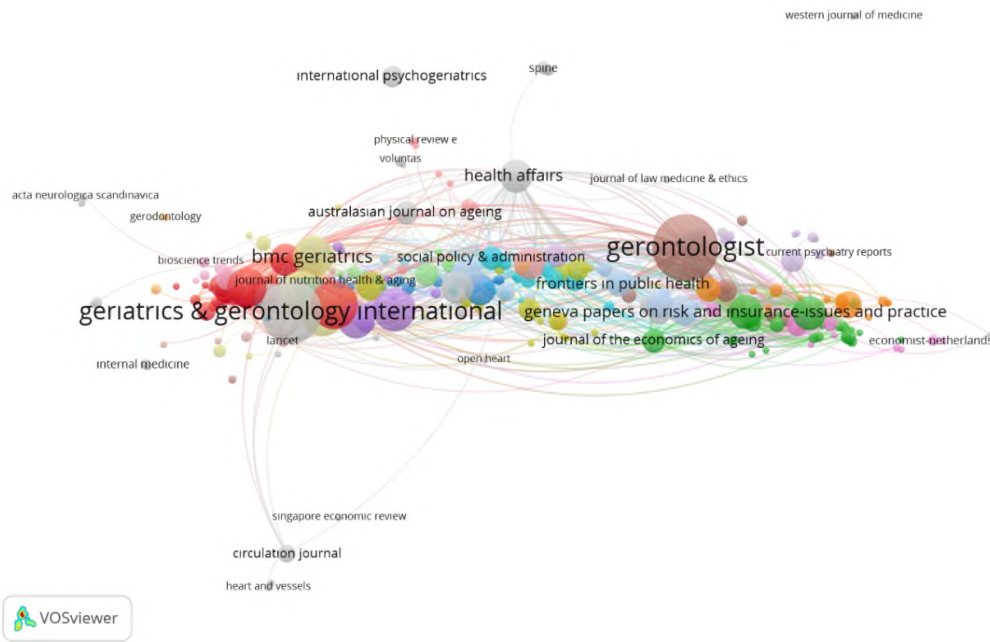 western journal of medicine
international psychogeriatrics
spine
physical review e
voluntas
health affairs
journal of law medicine & ethics
acta neurologica scandinavica
gerodontology
australasian journal on ageing
gerontologist
bioscience trends
bmc geriatrics
social policy & administration
current psychiatry reports
journal of nutrition health & aging
frontiers in public health
geriatrics & gerontology international
geneva papers on risk and insurance-issues and practice
lancet
journal of the economics of ageing
economist-netherlands
internal medicine
open heart
singapore economic review
circulation journal
heart and vessels
VOSviewer